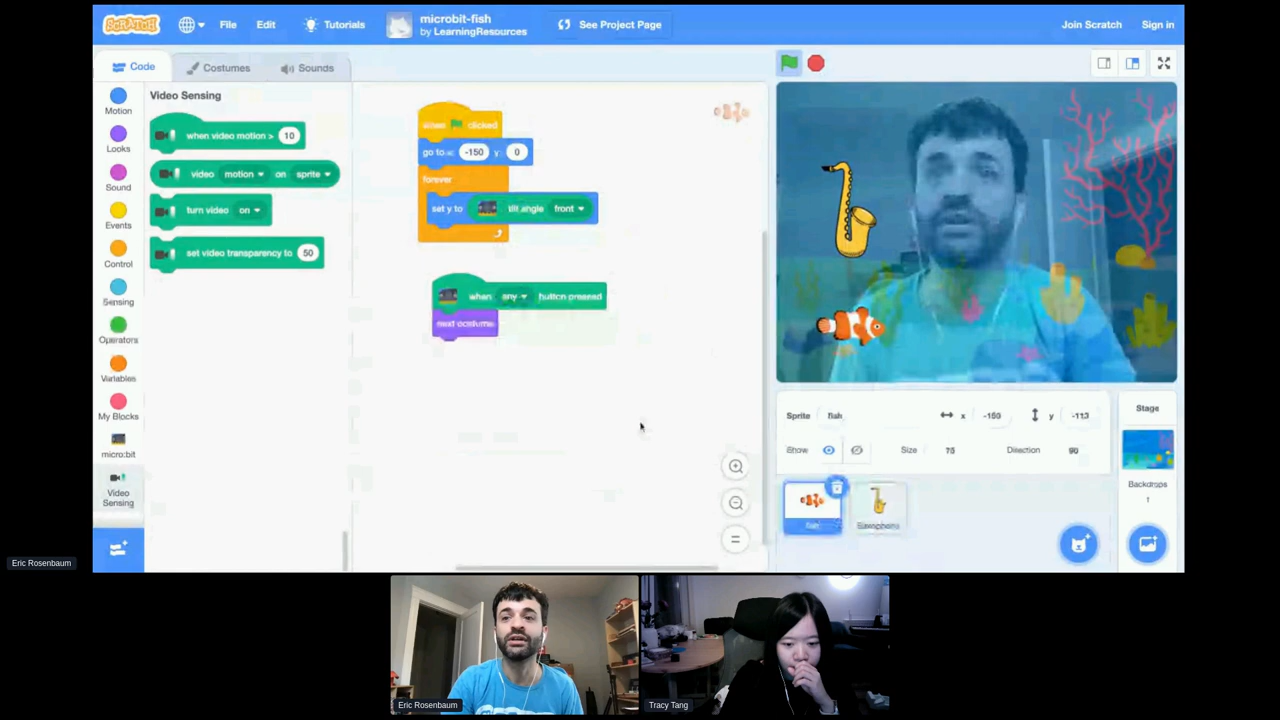 SCRATCH
File
Edit
Tutorials
microbit-fish
by LearningResources
See Project Page
Join Scratch
Sign in
Code
Costumes
Sounds
Motion
Looks
Sound
Events
Control
Sensing
Operators
Variables
My Blocks
micro:bit
Video
Sensing
Video Sensing
when video motion > 10
video motion on sprite
turn video on
set video transparency to 50
when clicked
go to x: -150 y: 0
forever
set y to tilt angle front
when any button pressed
next costume
Sprite fish x -150 y -113
Show Size 75 Direction 90
fish
Saxophone
Stage
Backdrops
1
Eric Rosenbaum
Eric Rosenbaum
Tracy Tang